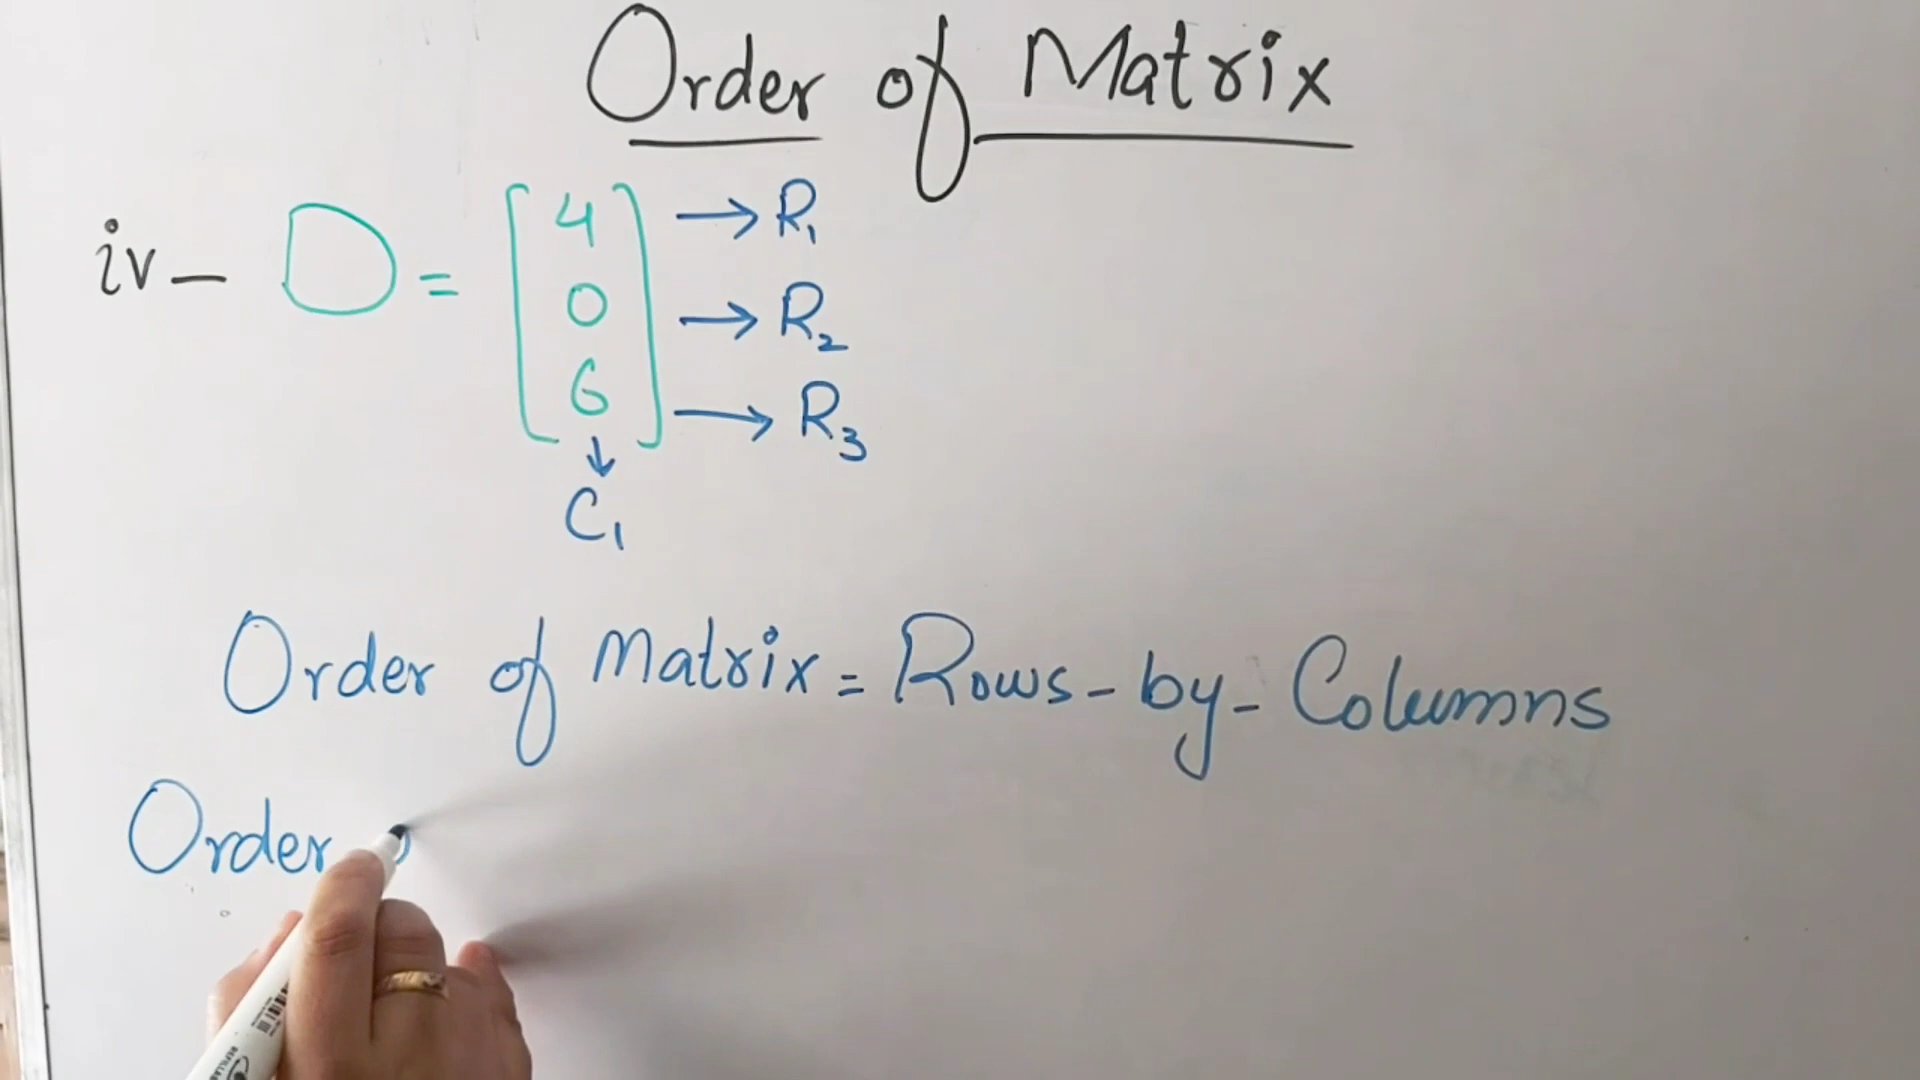 Order of Matrix
iv - D = [ 4 ] → R1
0 → R2
6 → R3
↓
C1
Order of Matrix = Rows - by - Columns
Order